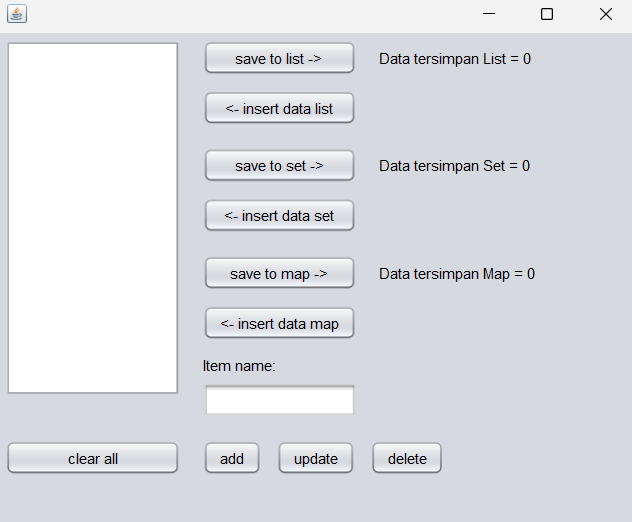 save to list ->
Data tersimpan List = 0
<- insert data list
save to set ->
Data tersimpan Set = 0
<- insert data set
save to map ->
Data tersimpan Map = 0
<- insert data map
Item name:
clear all
add
update
delete